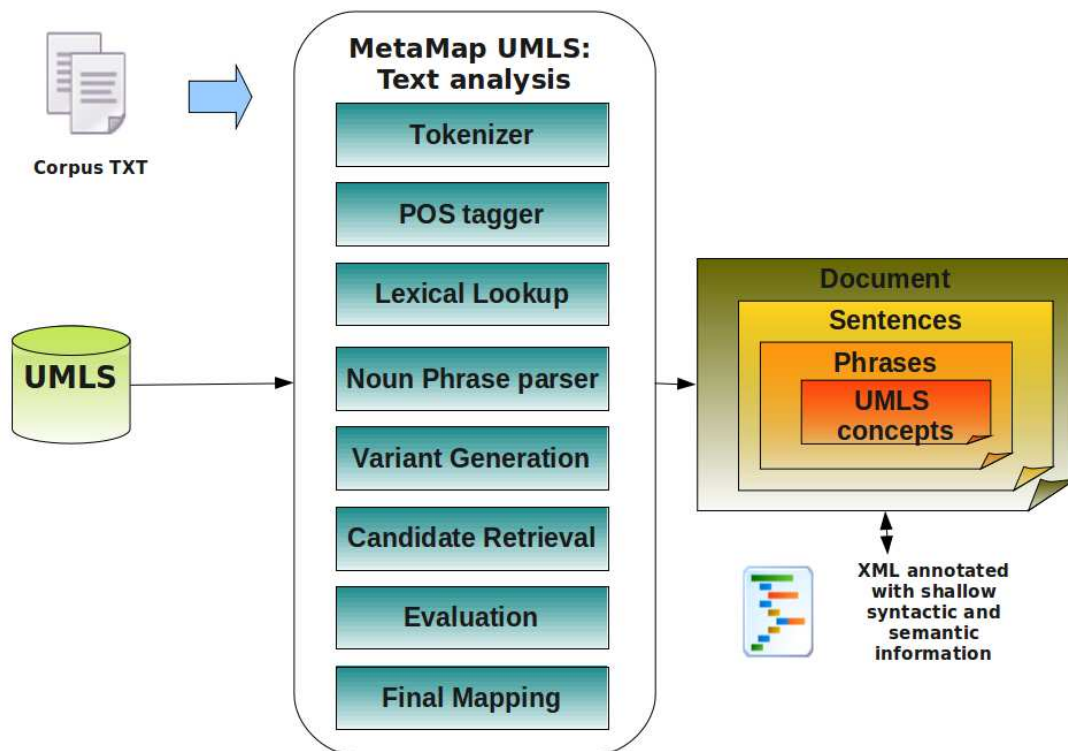 MetaMap UMLS:
Text analysis
Corpus TXT
Tokenizer
POS tagger
Lexical Lookup
UMLS
Noun Phrase parser
Variant Generation
Candidate Retrieval
Evaluation
Final Mapping
Document
Sentences
Phrases
UMLS
concepts
XML annotated
with shallow
syntactic and
semantic
information